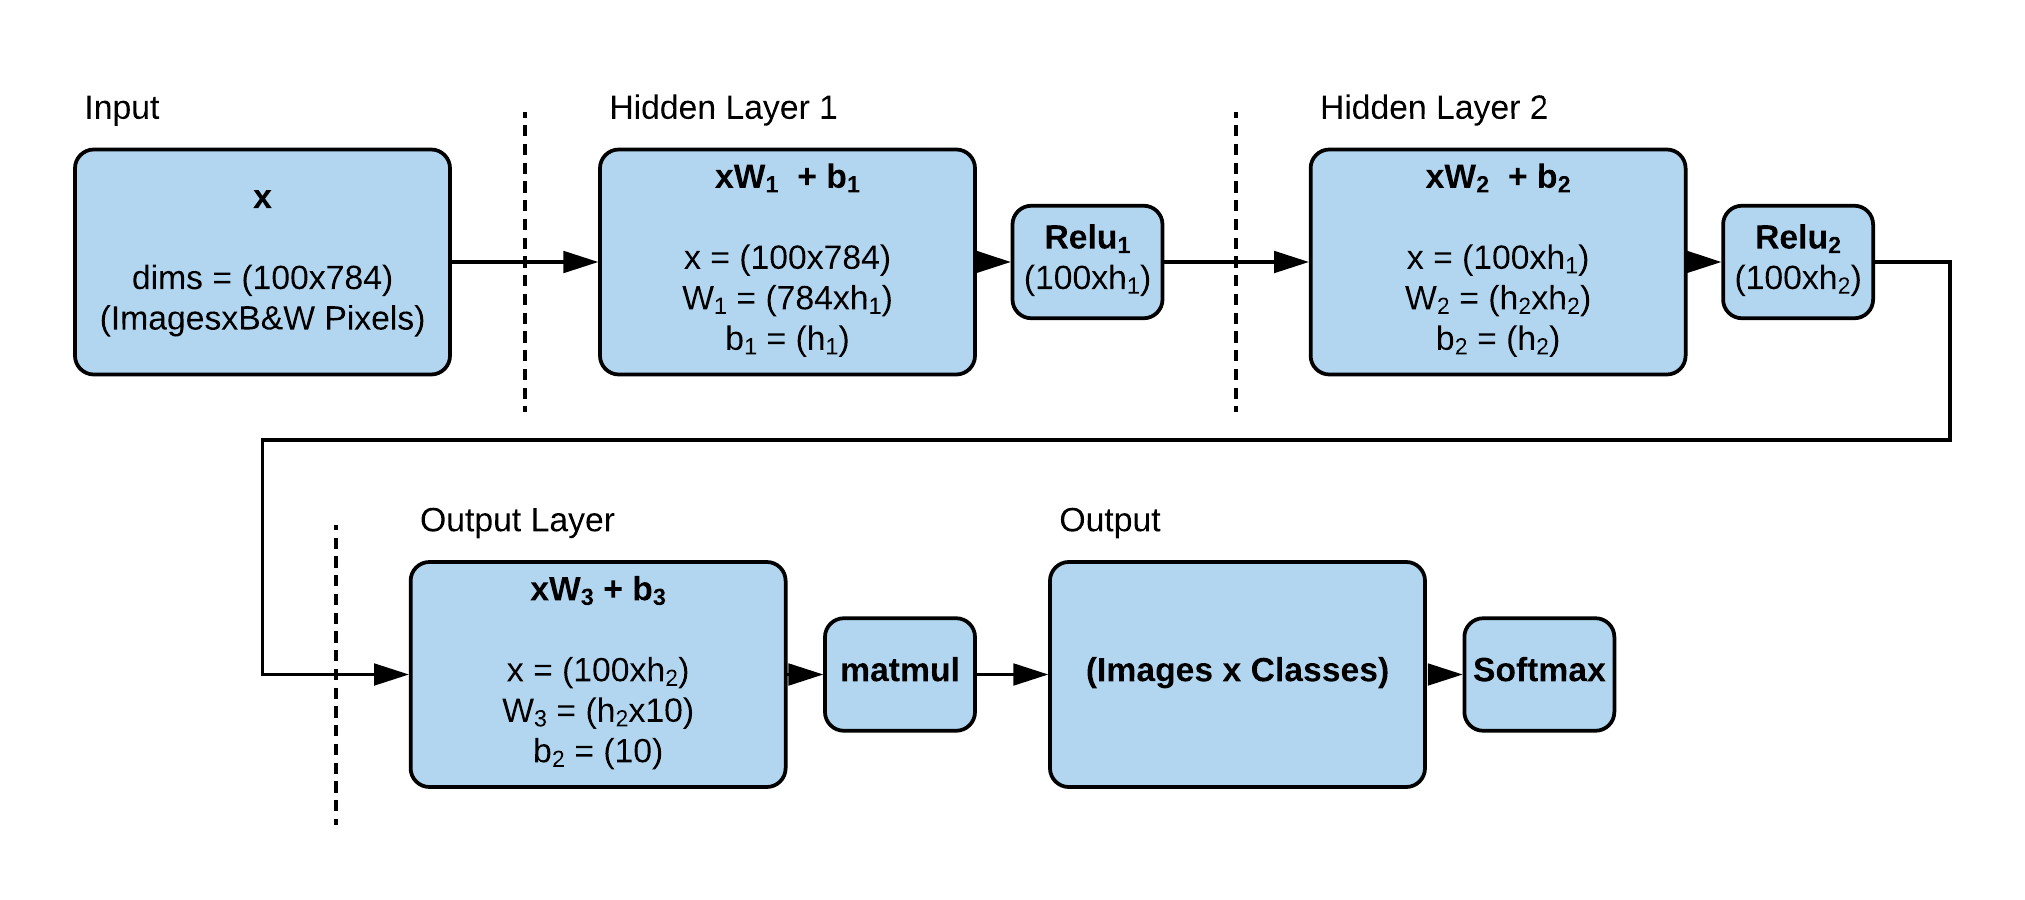 Input
x
dims = (100x784)
(ImagesxB&W Pixels)
Hidden Layer 1
xW₁ + b₁
x = (100x784)
W₁ = (784xh₁)
b₁ = (h₁)
Relu₁
(100xh₁)
Hidden Layer 2
xW₂ + b₂
x = (100xh₁)
W₂ = (h₂xh₂)
b₂ = (h₂)
Relu₂
(100xh₂)
Output Layer
xW₃ + b₃
x = (100xh₂)
W₃ = (h₂x10)
b₂ = (10)
matmul
Output
(Images x Classes)
Softmax